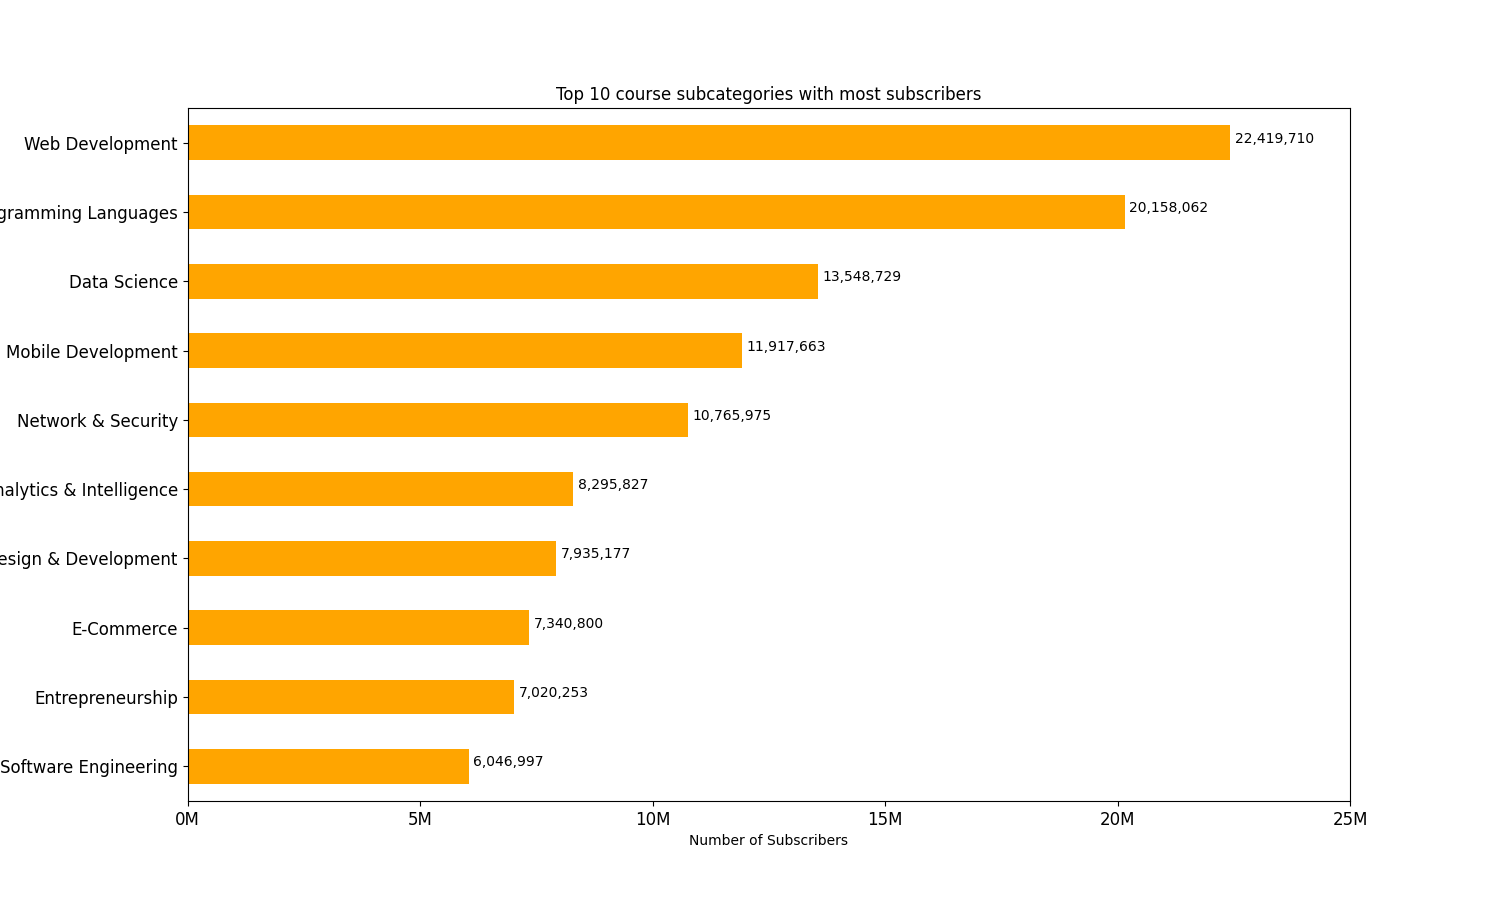 Top 10 course subcategories with most subscribers
Web Development
22,419,710
gramming Languages
20,158,062
Data Science
13,548,729
Mobile Development
11,917,663
Network & Security
10,765,975
nalytics & Intelligence
8,295,827
esign & Development
7,935,177
E-Commerce
7,340,800
Entrepreneurship
7,020,253
Software Engineering
6,046,997
0M 5M 10M 15M 20M 25M
Number of Subscribers